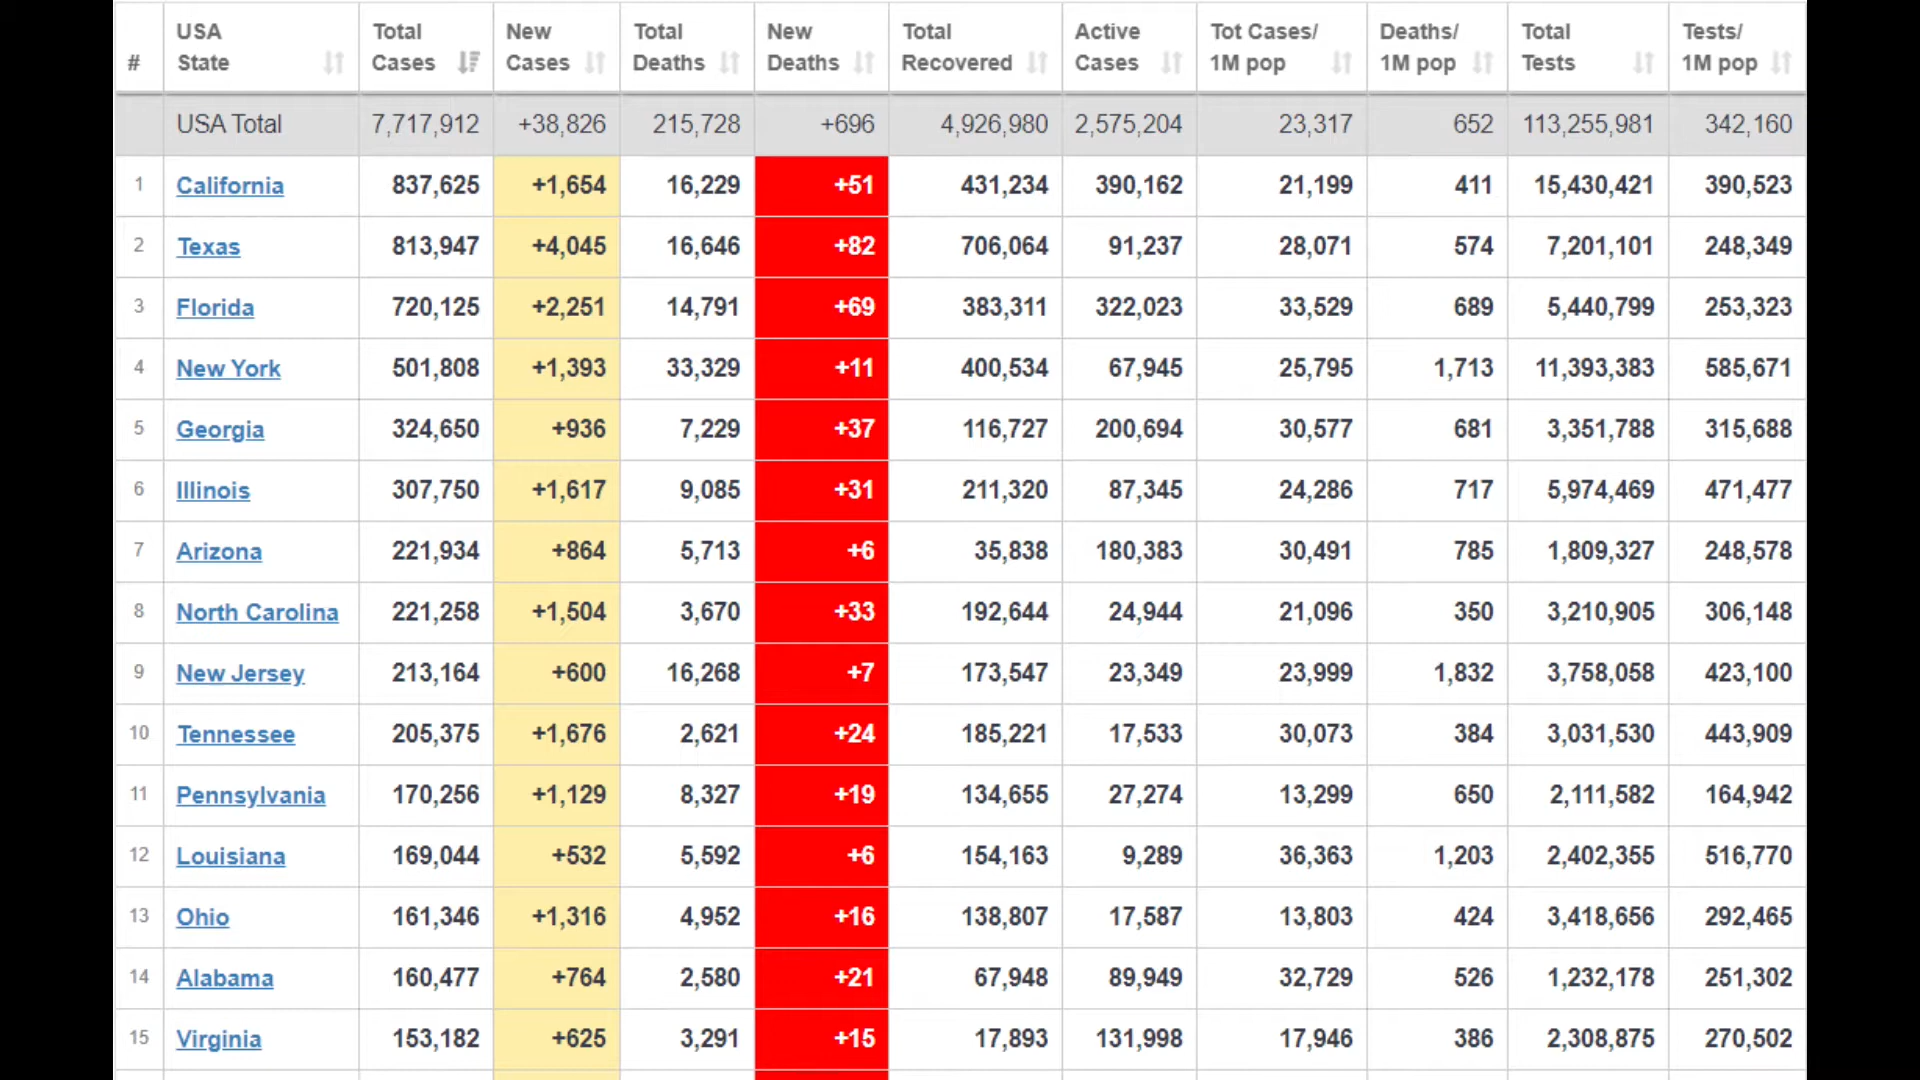 # USA State Total Cases New Cases Total Deaths New Deaths Total Recovered Active Cases Tot Cases/ 1M pop Deaths/ 1M pop Total Tests Tests/ 1M pop
USA Total 7,717,912 +38,826 215,728 +696 4,926,980 2,575,204 23,317 652 113,255,981 342,160
1 California 837,625 +1,654 16,229 +51 431,234 390,162 21,199 411 15,430,421 390,523
2 Texas 813,947 +4,045 16,646 +82 706,064 91,237 28,071 574 7,201,101 248,349
3 Florida 720,125 +2,251 14,791 +69 383,311 322,023 33,529 689 5,440,799 253,323
4 New York 501,808 +1,393 33,329 +11 400,534 67,945 25,795 1,713 11,393,383 585,671
5 Georgia 324,650 +936 7,229 +37 116,727 200,694 30,577 681 3,351,788 315,688
6 Illinois 307,750 +1,617 9,085 +31 211,320 87,345 24,286 717 5,974,469 471,477
7 Arizona 221,934 +864 5,713 +6 35,838 180,383 30,491 785 1,809,327 248,578
8 North Carolina 221,258 +1,504 3,670 +33 192,644 24,944 21,096 350 3,210,905 306,148
9 New Jersey 213,164 +600 16,268 +7 173,547 23,349 23,999 1,832 3,758,058 423,100
10 Tennessee 205,375 +1,676 2,621 +24 185,221 17,533 30,073 384 3,031,530 443,909
11 Pennsylvania 170,256 +1,129 8,327 +19 134,655 27,274 13,299 650 2,111,582 164,942
12 Louisiana 169,044 +532 5,592 +6 154,163 9,289 36,363 1,203 2,402,355 516,770
13 Ohio 161,346 +1,316 4,952 +16 138,807 17,587 13,803 424 3,418,656 292,465
14 Alabama 160,477 +764 2,580 +21 67,948 89,949 32,729 526 1,232,178 251,302
15 Virginia 153,182 +625 3,291 +15 17,893 131,998 17,946 386 2,308,875 270,502